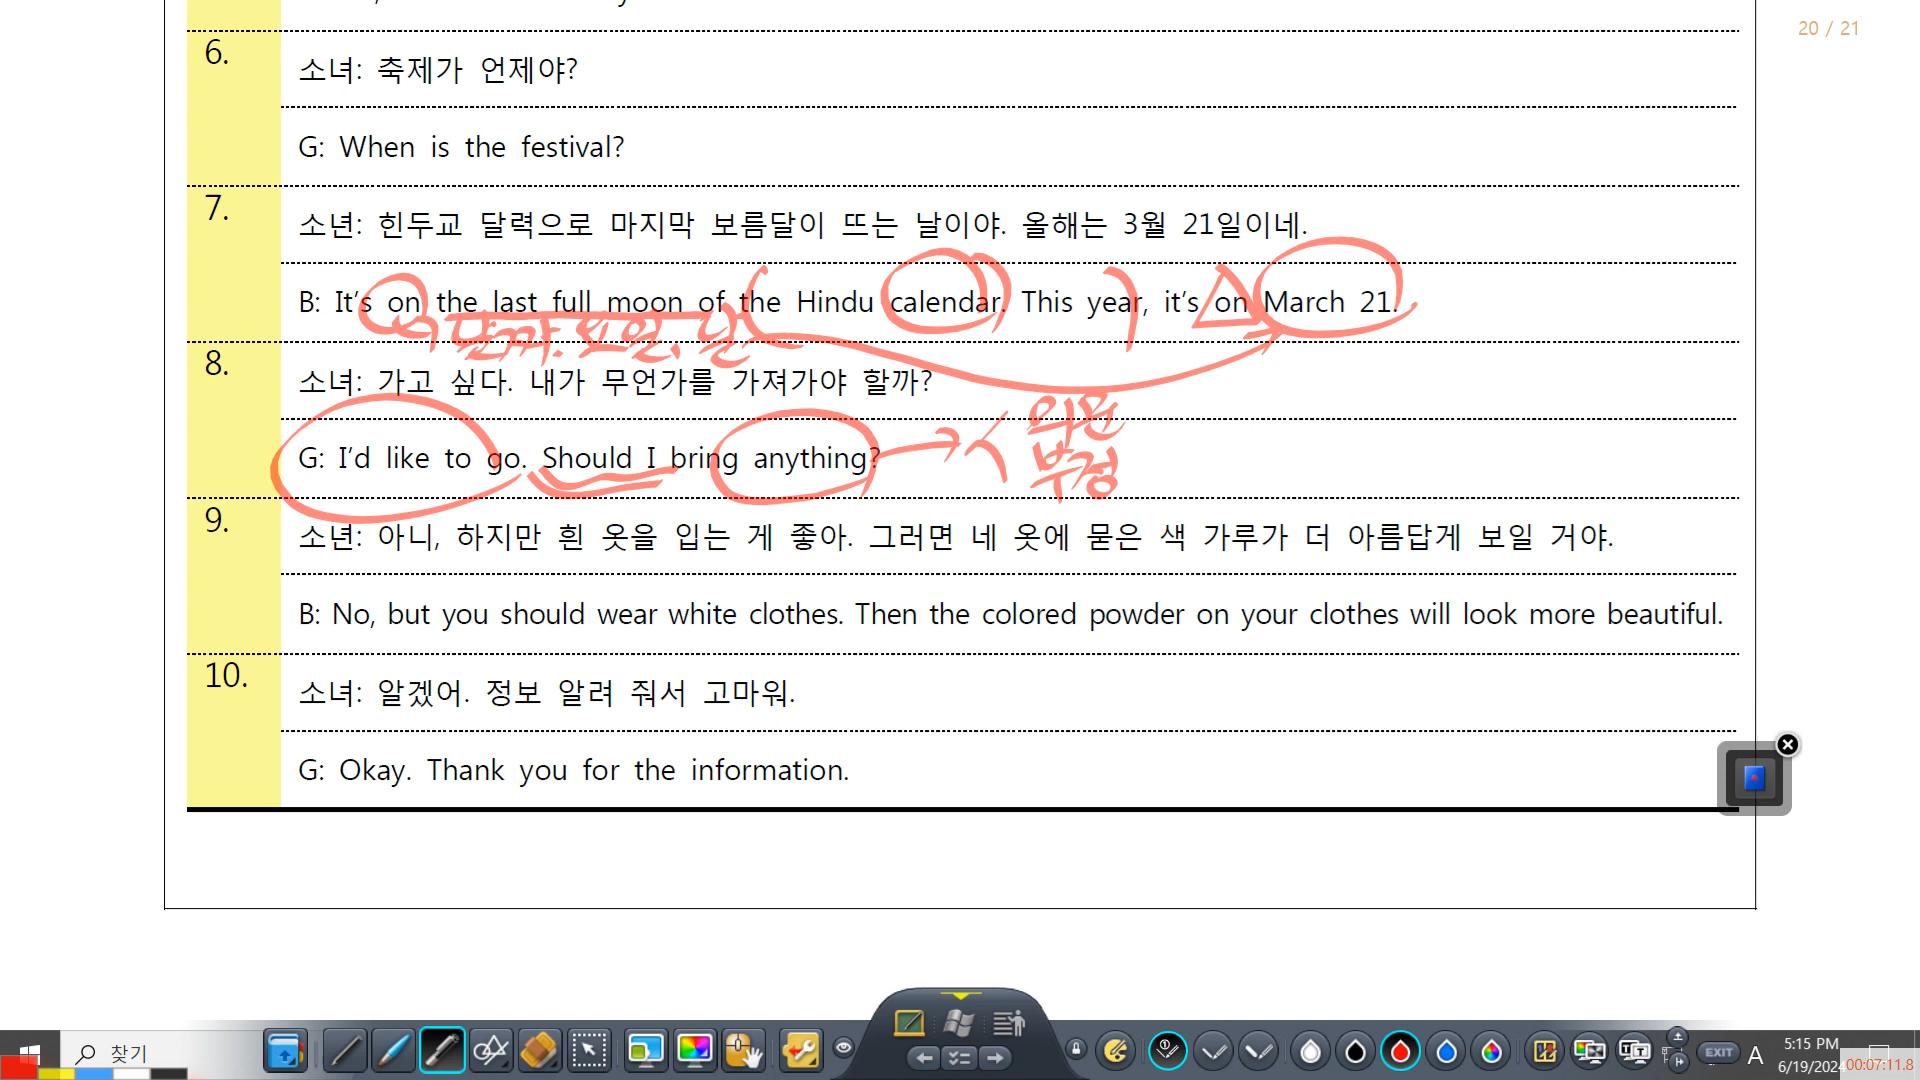 20 / 21
6.
소녀: 축제가 언제야?
G: When is the festival?
7.
소년: 힌두교 달력으로 마지막 보름달이 뜨는 날이야. 올해는 3월 21일이네.
B: It's on the last full moon of the Hindu calendar. This year, it's on March 21.
날짜. 요일, 날
8.
소녀: 가고 싶다. 내가 무언가를 가져가야 할까?
의문
부정
G: I'd like to go. Should I bring anything?
9.
소년: 아니, 하지만 흰 옷을 입는 게 좋아. 그러면 네 옷에 묻은 색 가루가 더 아름답게 보일 거야.
B: No, but you should wear white clothes. Then the colored powder on your clothes will look more beautiful.
10.
소녀: 알겠어. 정보 알려 줘서 고마워.
G: Okay. Thank you for the information.
찾기
EXIT
A
5:15 PM
6/19/2024
00:07:11.8